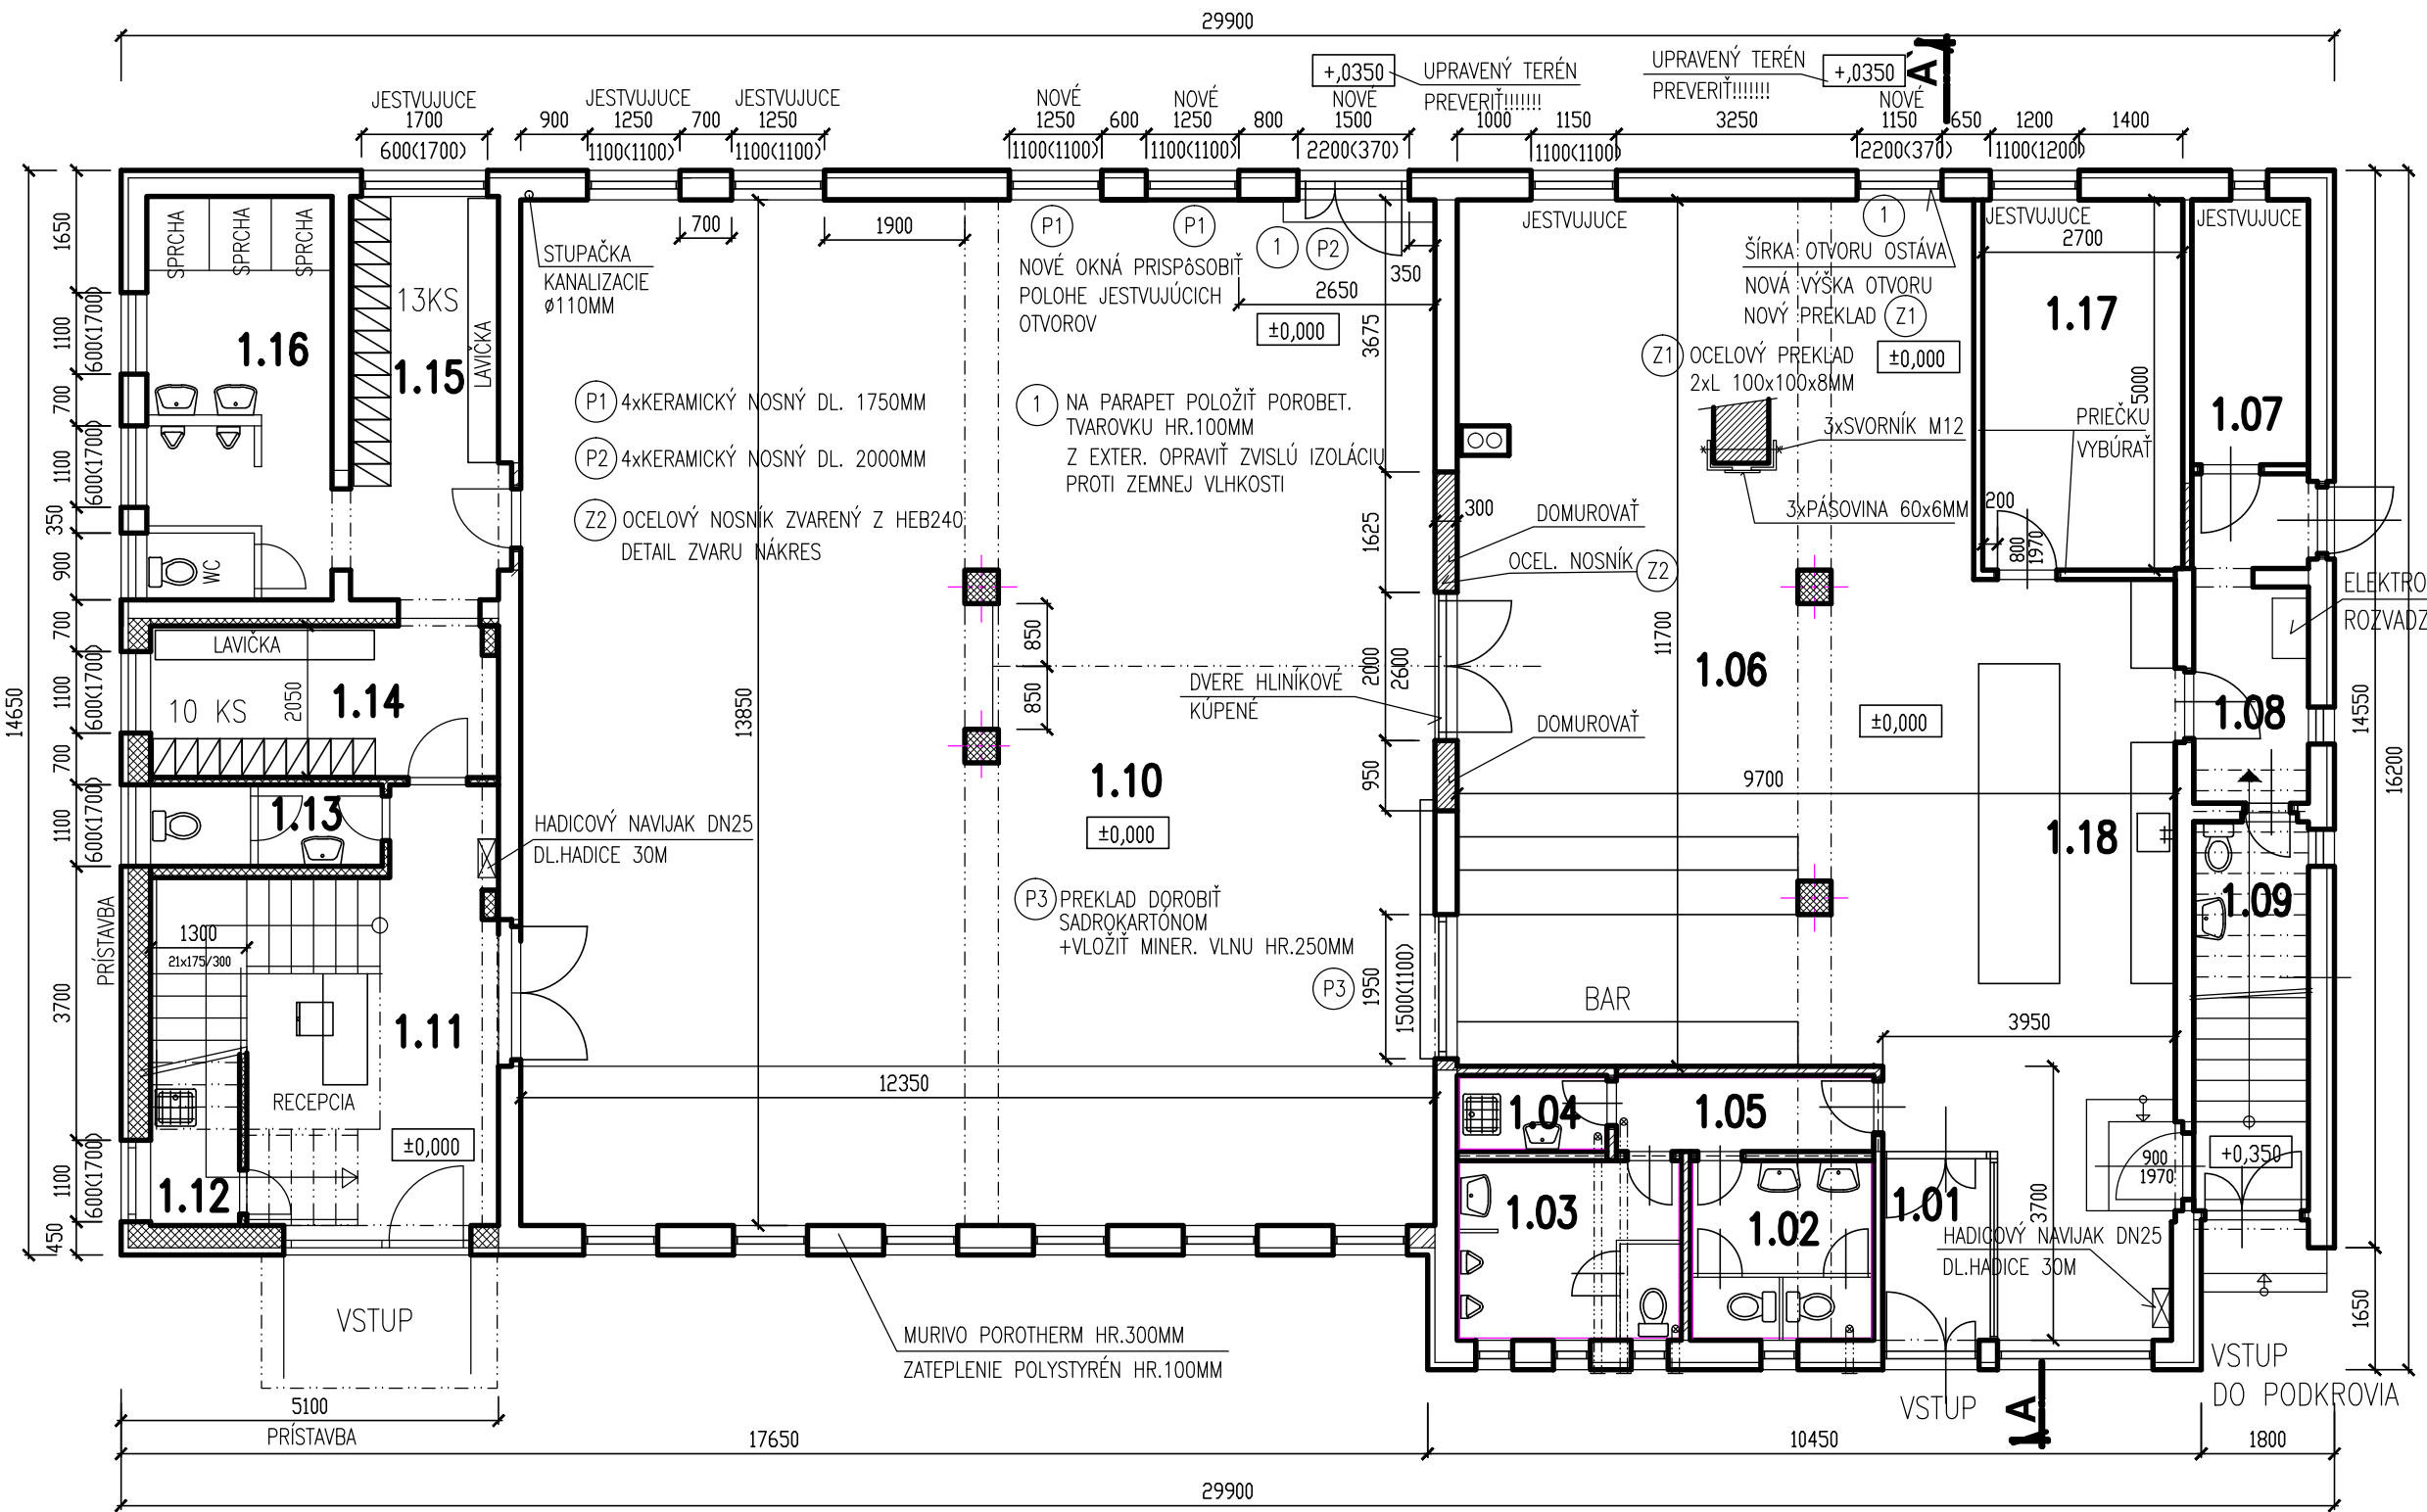 29900
+,0350
UPRAVENÝ TERÉN
PREVERIŤ!!!!!!!
UPRAVENÝ TERÉN
PREVERIŤ!!!!!!!
+,0350
A
JESTVUJUCE
1700
600(1700)
900
JESTVUJUCE
1250
1100(1100)
700
JESTVUJUCE
1250
1100(1100)
NOVÉ
1250
1100(1100)
600
NOVÉ
1250
1100(1100)
800
NOVÉ
1500
2200(370)
1000
1150
1100(1100)
3250
NOVÉ
1150
2200(370)
650
1200
1100(1200)
1400
14650
1650
1100
600(1700)
700
1100
600(1700)
350
900
700
1100
600(1700)
700
1100
600(1700)
3700
1100
600(1700)
450
PRÍSTAVBA
SPRCHA
SPRCHA
SPRCHA
1.16
WC
13KS
1.15
LAVIČKA
STUPAČKA
KANALIZACIE
ø110MM
700
1900
P1
P1
1
P2
350
NOVÉ OKNÁ PRISPôSOBIŤ
POLOHE JESTVUJÚCICH
OTVOROV
2650
±0,000
3675
P1
4xKERAMICKÝ NOSNÝ DL. 1750MM
P2
4xKERAMICKÝ NOSNÝ DL. 2000MM
Z2
OCELOVÝ NOSNÍK ZVARENÝ Z HEB240
DETAIL ZVARU NÁKRES
1
NA PARAPET POLOŽIŤ POROBET.
TVAROVKU HR.100MM
Z EXTER. OPRAVIŤ ZVISLÚ IZOLÁCIU
PROTI ZEMNEJ VLHKOSTI
JESTVUJUCE
1
ŠÍRKA OTVORU OSTÁVA
NOVÁ VÝŠKA OTVORU
NOVÝ PREKLAD
Z1
Z1
OCELOVÝ PREKLAD
2xL 100x100x8MM
±0,000
3xSVORNÍK M12
3xPÁSOVINA 60x6MM
JESTVUJUCE
2700
1.17
5000
PRIEČKU
VYBÚRAŤ
200
800
1970
JESTVUJUCE
1.07
1625
300
DOMUROVAŤ
OCEL. NOSNÍK
Z2
ELEKTRO
ROZVADZ
LAVIČKA
1.14
10 KS
2050
13850
850
850
2000
2600
DVERE HLINÍKOVÉ
KÚPENÉ
DOMUROVAŤ
950
11700
1.06
±0,000
9700
1.08
14550
16200
1.10
±0,000
1.13
HADICOVÝ NAVIJAK DN25
DL.HADICE 30M
1.18
1.09
P3
PREKLAD DOROBIŤ
SADROKARTÓNOM
+VLOŽIŤ MINER. VLNU HR.250MM
P3
1950
1500(1100)
1300
21x175/300
1.11
BAR
3950
12350
RECEPCIA
±0,000
1.12
1.04
1.05
1.03
1.02
1.01
3700
900
1970
+0,350
HADICOVÝ NAVIJAK DN25
DL.HADICE 30M
1650
VSTUP
MURIVO POROTHERM HR.300MM
ZATEPLENIE POLYSTYRÉN HR.100MM
VSTUP
DO PODKROVIA
VSTUP
A
5100
PRÍSTAVBA
17650
10450
1800
29900